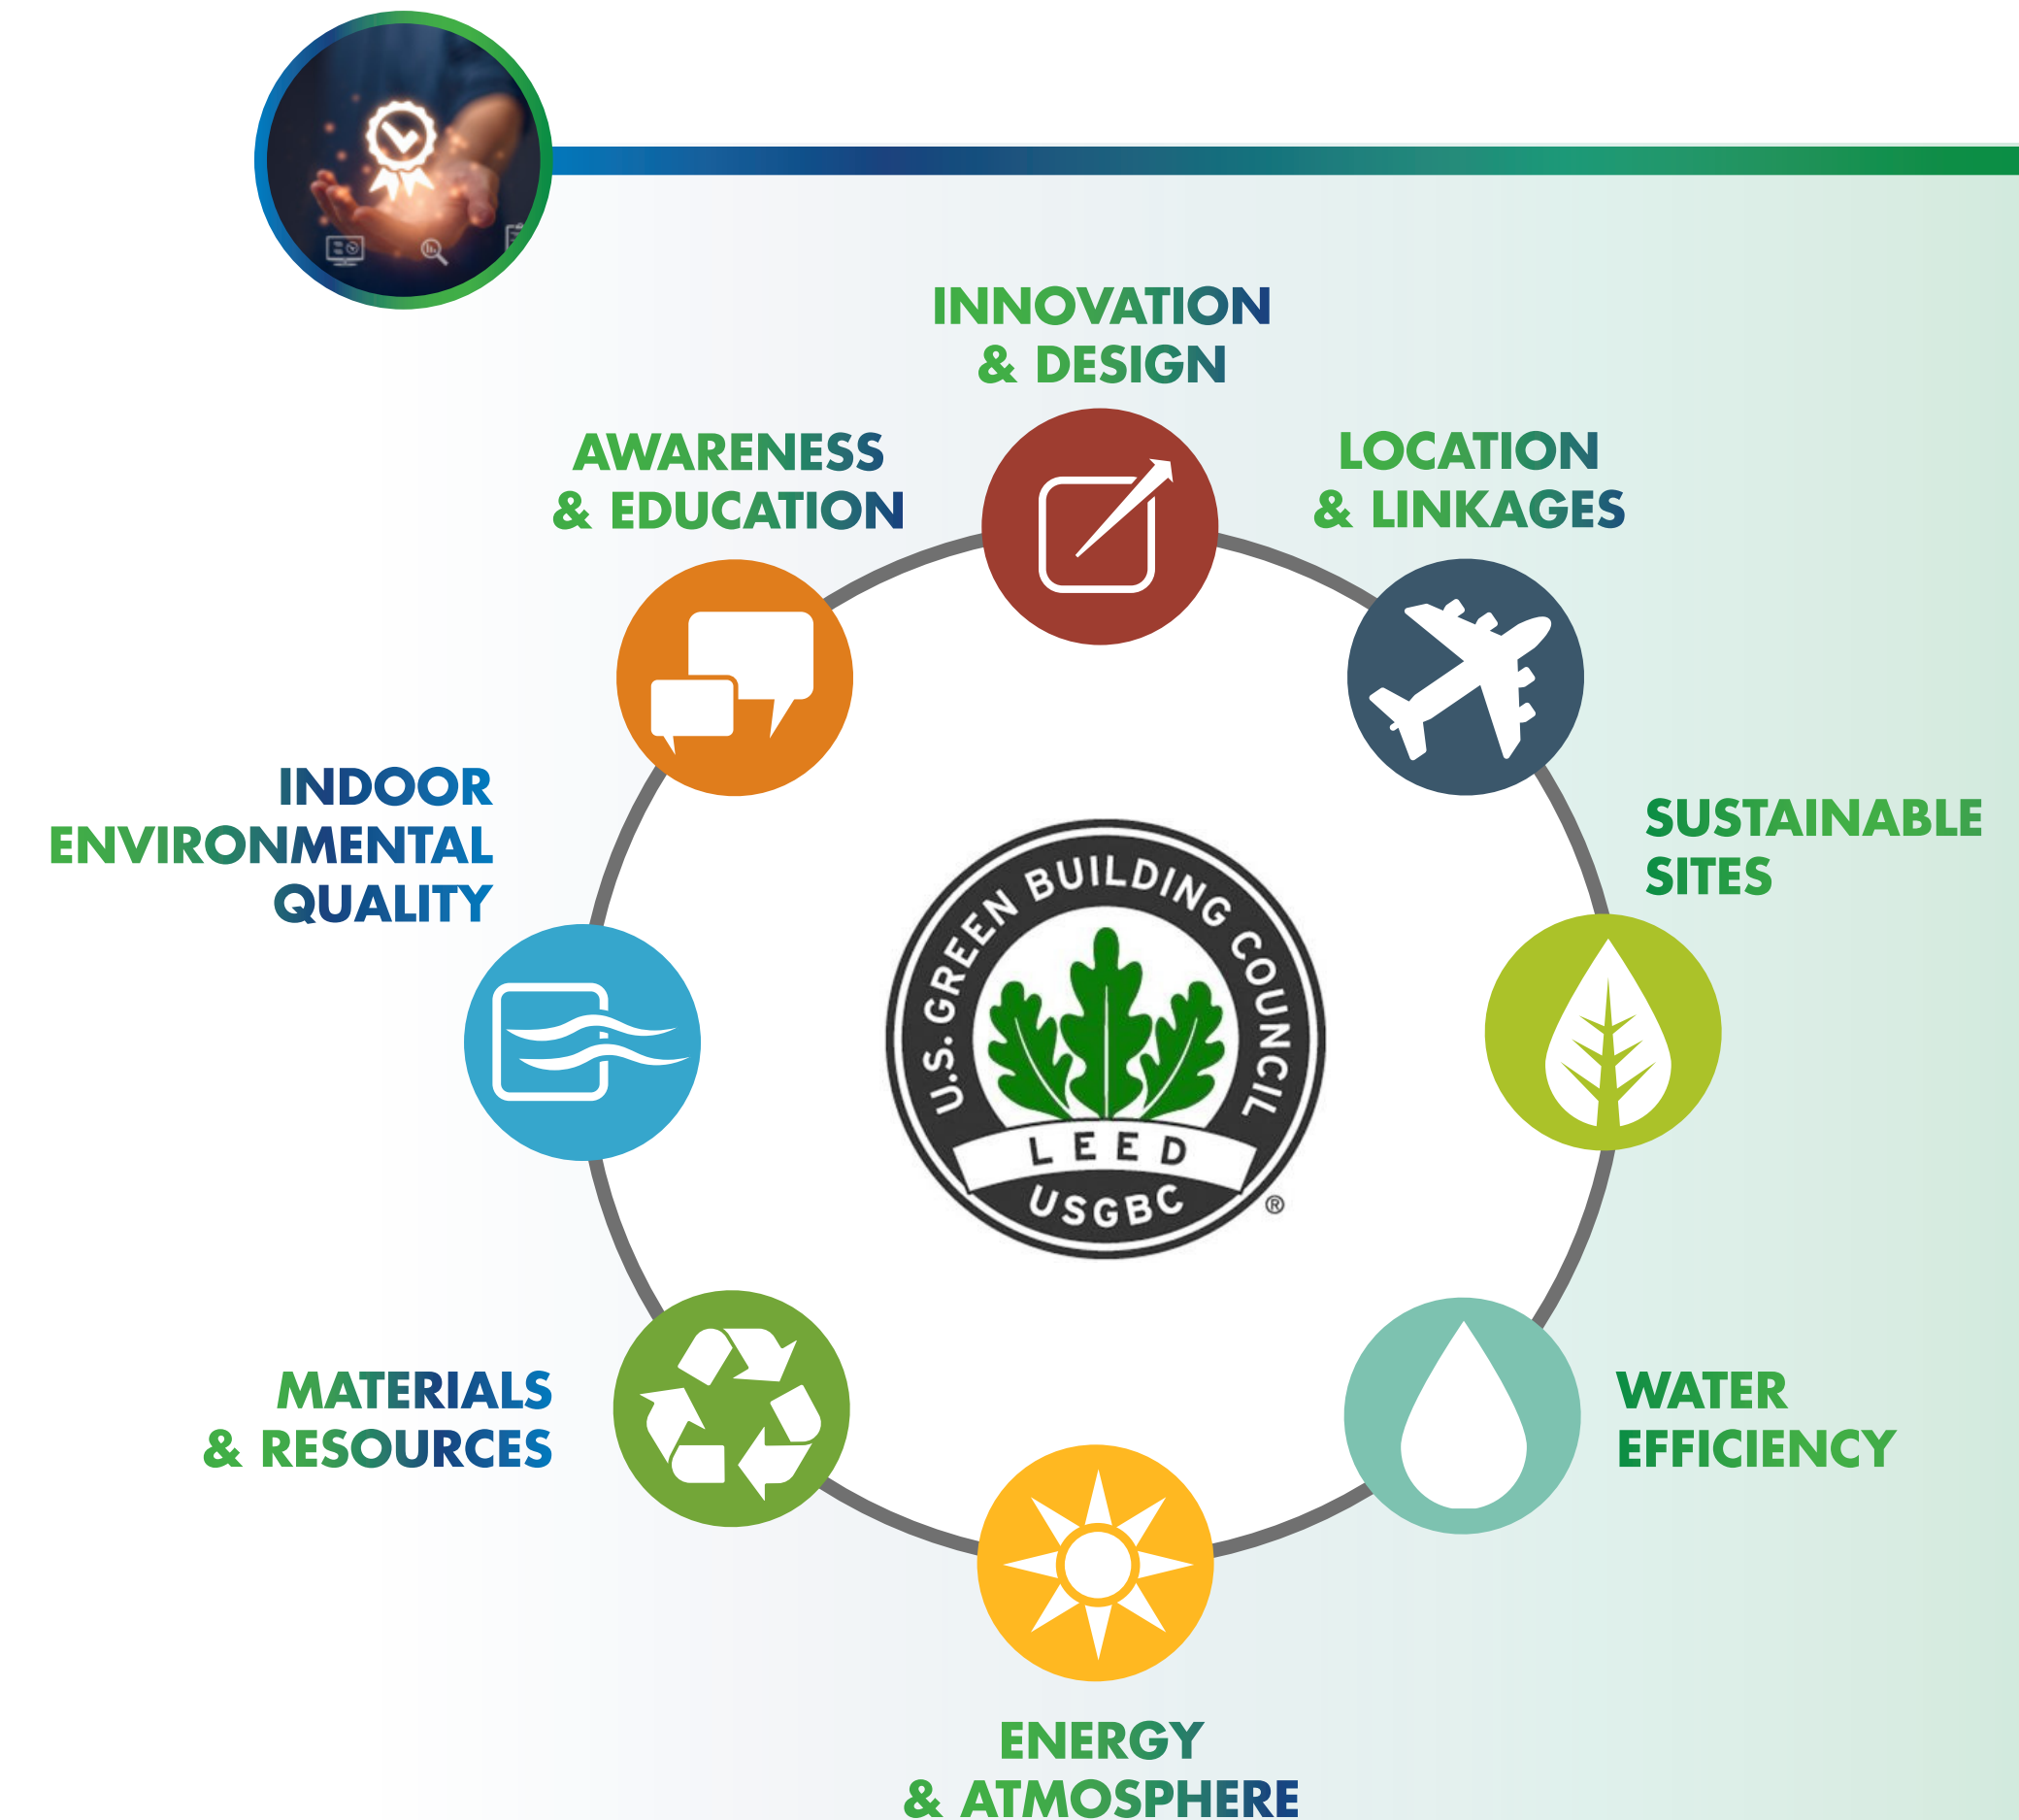 INNOVATION
& DESIGN
AWARENESS
& EDUCATION
LOCATION
& LINKAGES
INDOOR
ENVIRONMENTAL
QUALITY
SUSTAINABLE
SITES
U.S. GREEN BUILDING COUNCIL
LEED
USGBC
®
MATERIALS
& RESOURCES
WATER
EFFICIENCY
ENERGY
& ATMOSPHERE